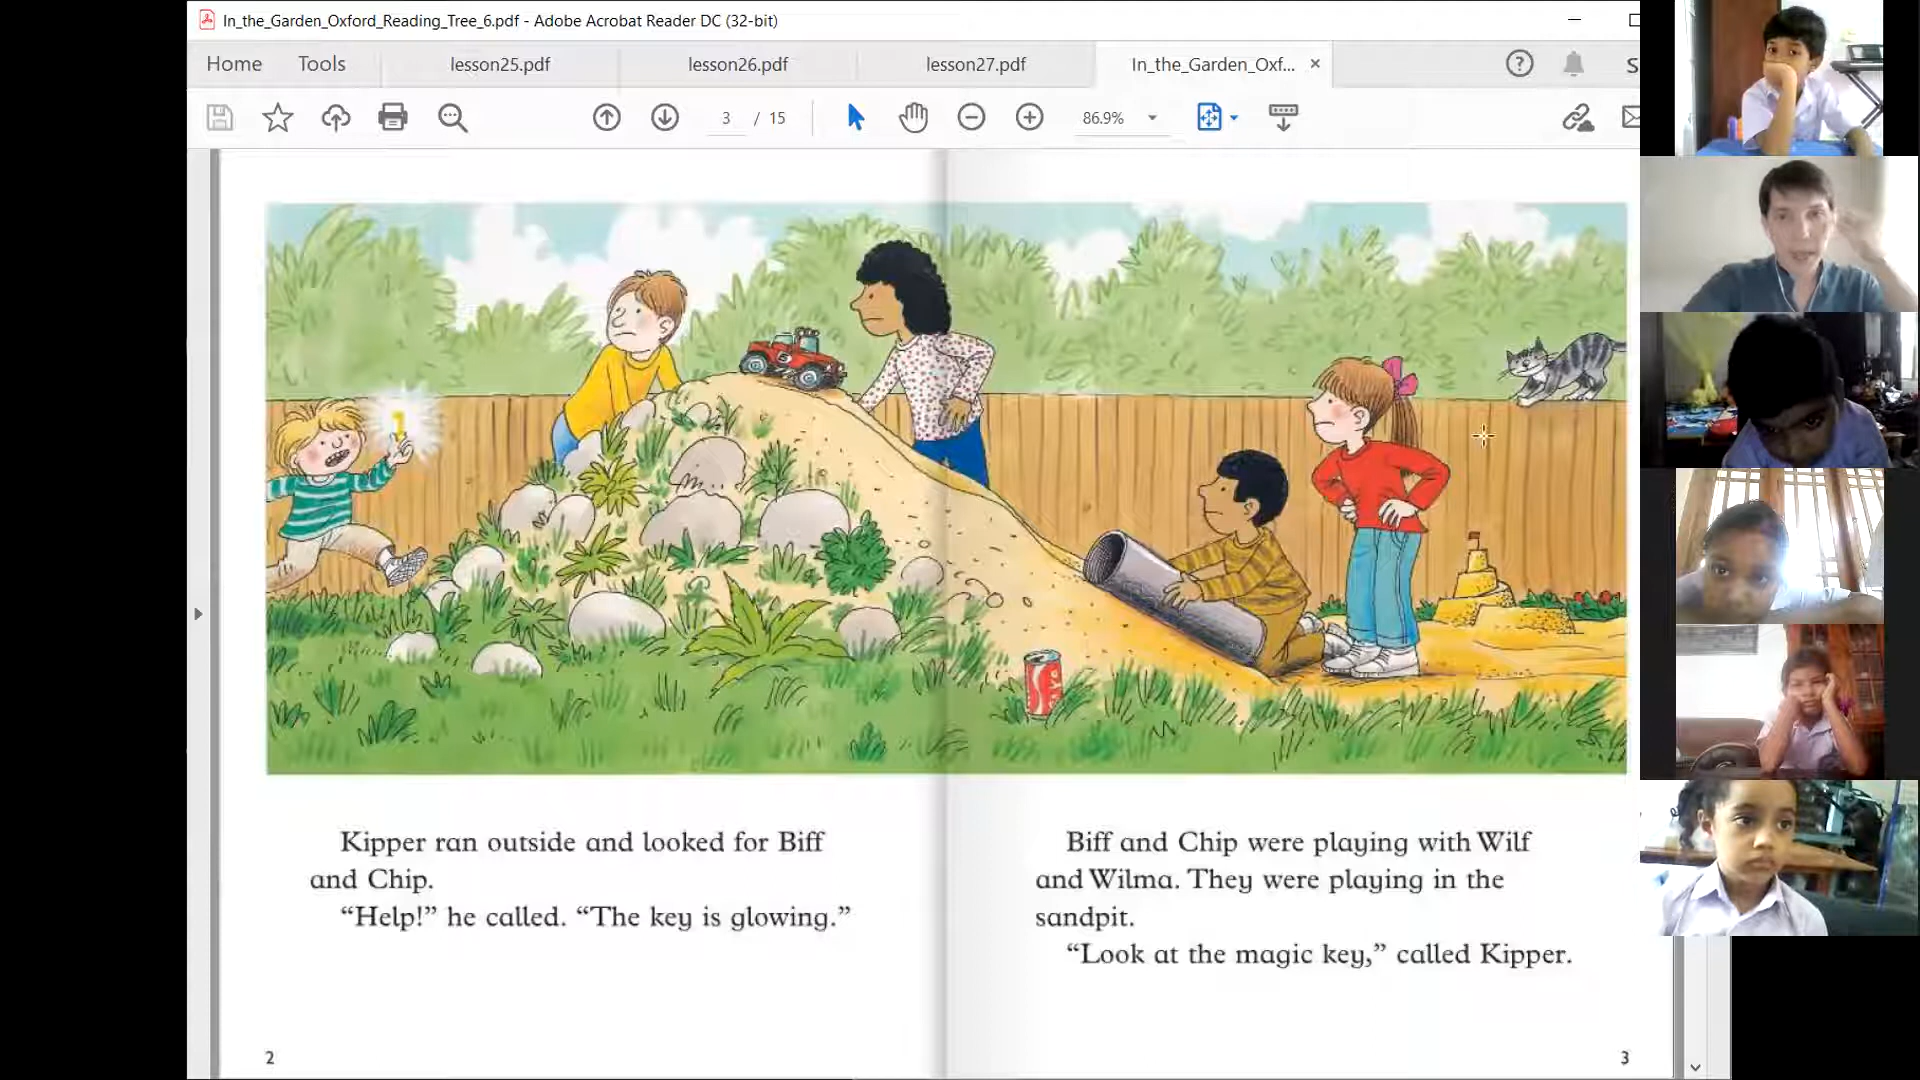 In_the_Garden_Oxford_Reading_Tree_6.pdf - Adobe Acrobat Reader DC (32-bit)
Home Tools lesson25.pdf lesson26.pdf lesson27.pdf In_the_Garden_Oxf... S
3 / 15 86.9%
Kipper ran outside and looked for Biff
and Chip.
“Help!” he called. “The key is glowing.”
2
Biff and Chip were playing with Wilf
and Wilma. They were playing in the
sandpit.
“Look at the magic key,” called Kipper.
3